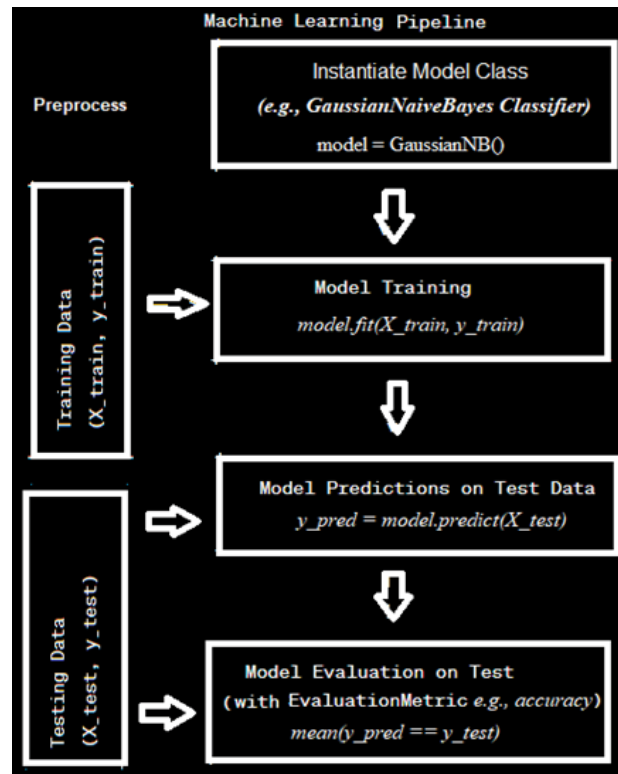 Machine Learning Pipeline
Instantiate Model Class
(e.g., GaussianNaiveBayes Classifier)
model = GaussianNB()
Preprocess
Training Data
(X_train, y_train)
Model Training
model.fit(X_train, y_train)
Testing Data
(X_test, y_test)
Model Predictions on Test Data
y_pred = model.predict(X_test)
Model Evaluation on Test
(with EvaluationMetric e.g., accuracy)
mean(y_pred == y_test)